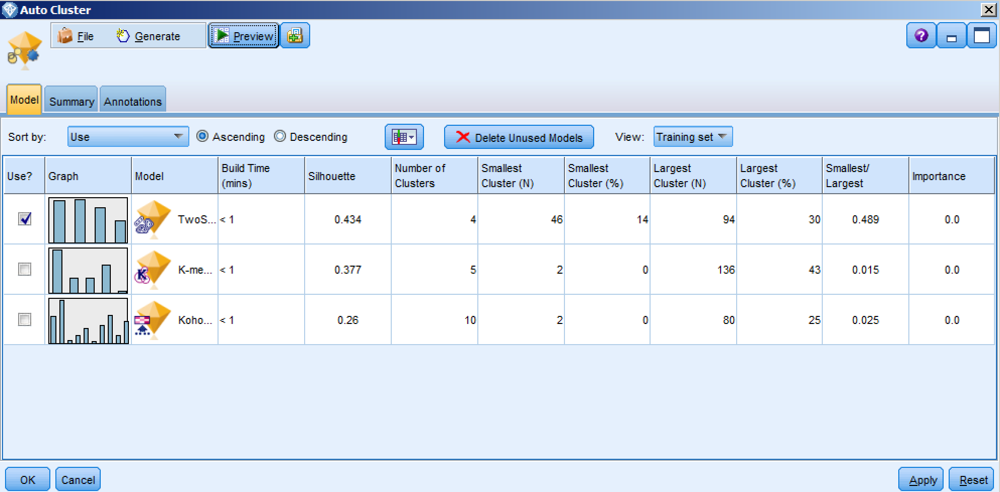 Auto Cluster
File Generate Preview
Model Summary Annotations
Sort by: Use Ascending Descending Delete Unused Models View: Training set
Use? Graph Model Build Time (mins) Silhouette Number of Clusters Smallest Cluster (N) Smallest Cluster (%) Largest Cluster (N) Largest Cluster (%) Smallest/ Largest Importance
TwoS... < 1 0.434 4 46 14 94 30 0.489 0.0
K-me... < 1 0.377 5 2 0 136 43 0.015 0.0
Koho... < 1 0.26 10 2 0 80 25 0.025 0.0
OK Cancel Apply Reset